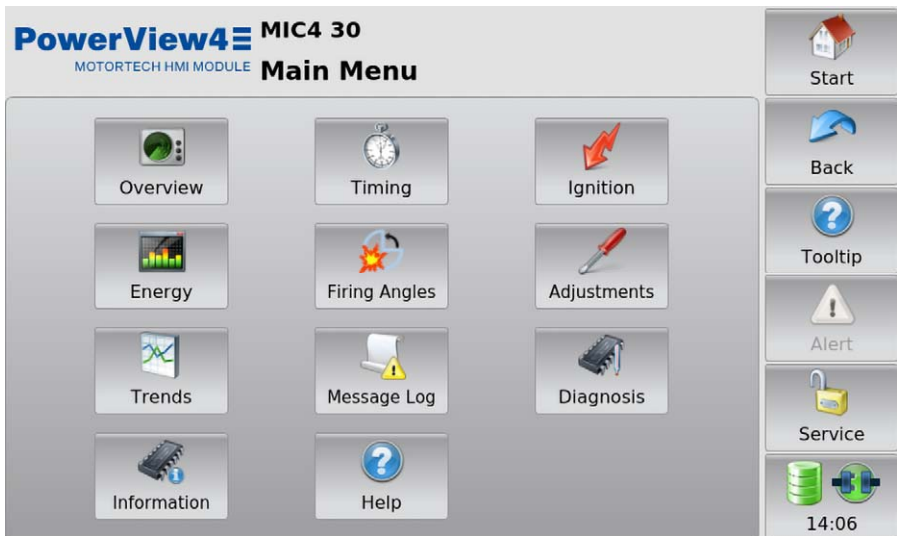 PowerView4
MOTORTECH HMI MODULE
MIC4 30
Main Menu
Overview
Timing
Ignition
Energy
Firing Angles
Adjustments
Trends
Message Log
Diagnosis
Information
Help
Start
Back
Tooltip
Alert
Service
14:06